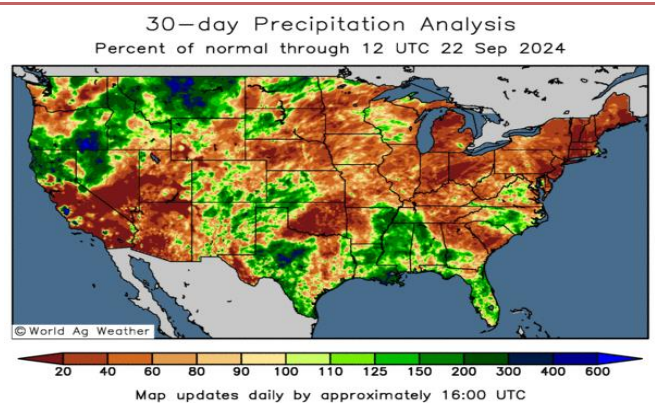 30-day Precipitation Analysis
Percent of normal through 12 UTC 22 Sep 2024
© World Ag Weather
20 40 60 80 90 100 110 125 150 200 300 400 600
Map updates daily by approximately 16:00 UTC